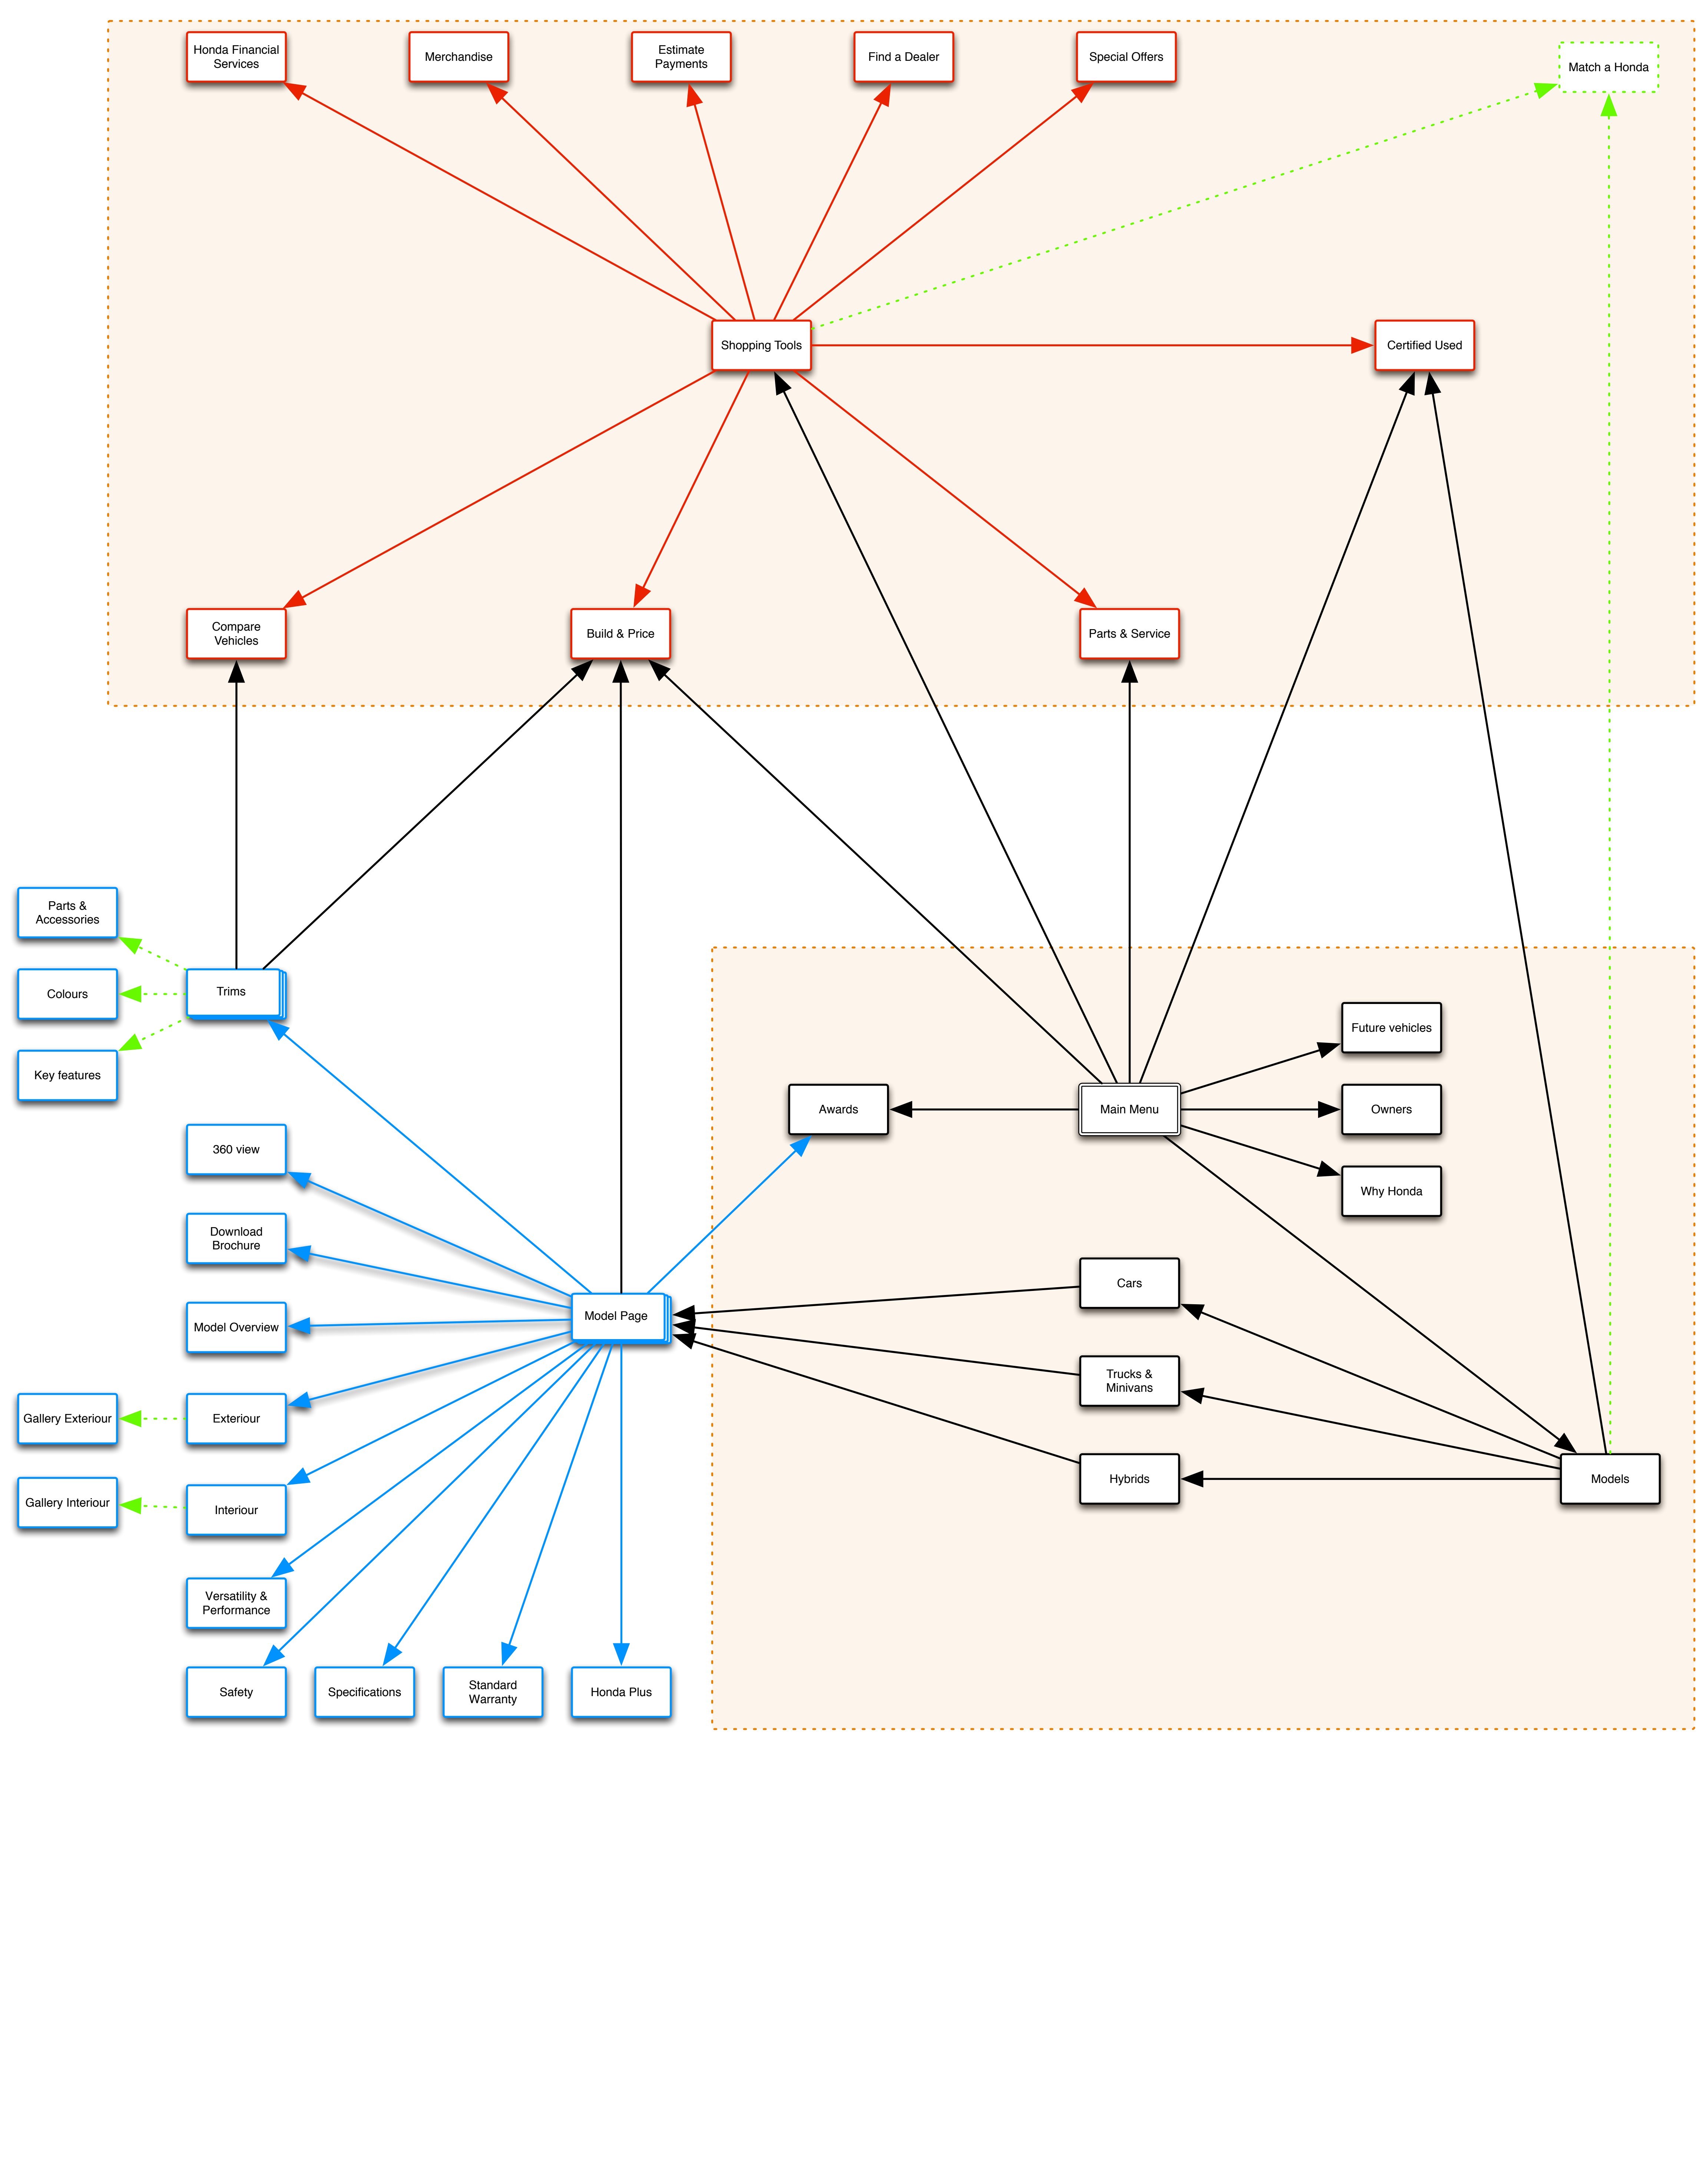 Honda Financial
Services
Merchandise
Estimate
Payments
Find a Dealer
Special Offers
Match a Honda
Shopping Tools
Certified Used
Compare
Vehicles
Build & Price
Parts & Service
Parts &
Accessories
Colours
Trims
Key features
Future vehicles
Awards
Main Menu
Owners
Why Honda
360 view
Download
Brochure
Model Overview
Model Page
Cars
Trucks &
Minivans
Gallery Exteriour
Exteriour
Hybrids
Models
Gallery Interiour
Interiour
Versatility &
Performance
Safety
Specifications
Standard
Warranty
Honda Plus